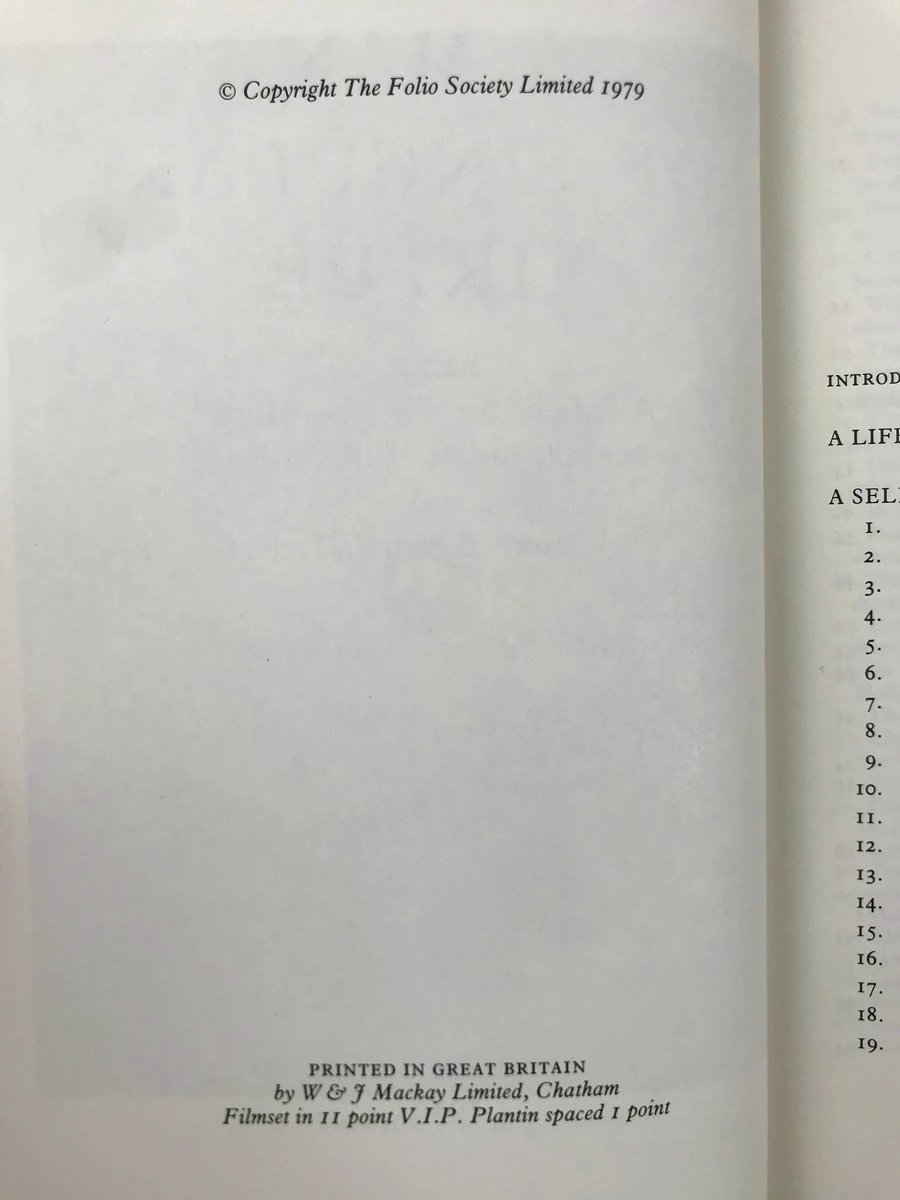 © Copyright The Folio Society Limited 1979
PRINTED IN GREAT BRITAIN
by W & J Mackay Limited, Chatham
Filmset in 11 point V.I.P. Plantin spaced 1 point
INTROD
A LIFE
A SEL
1.
2.
3.
4.
5.
6.
7.
8.
9.
10.
11.
12.
13.
14.
15.
16.
17.
18.
19.